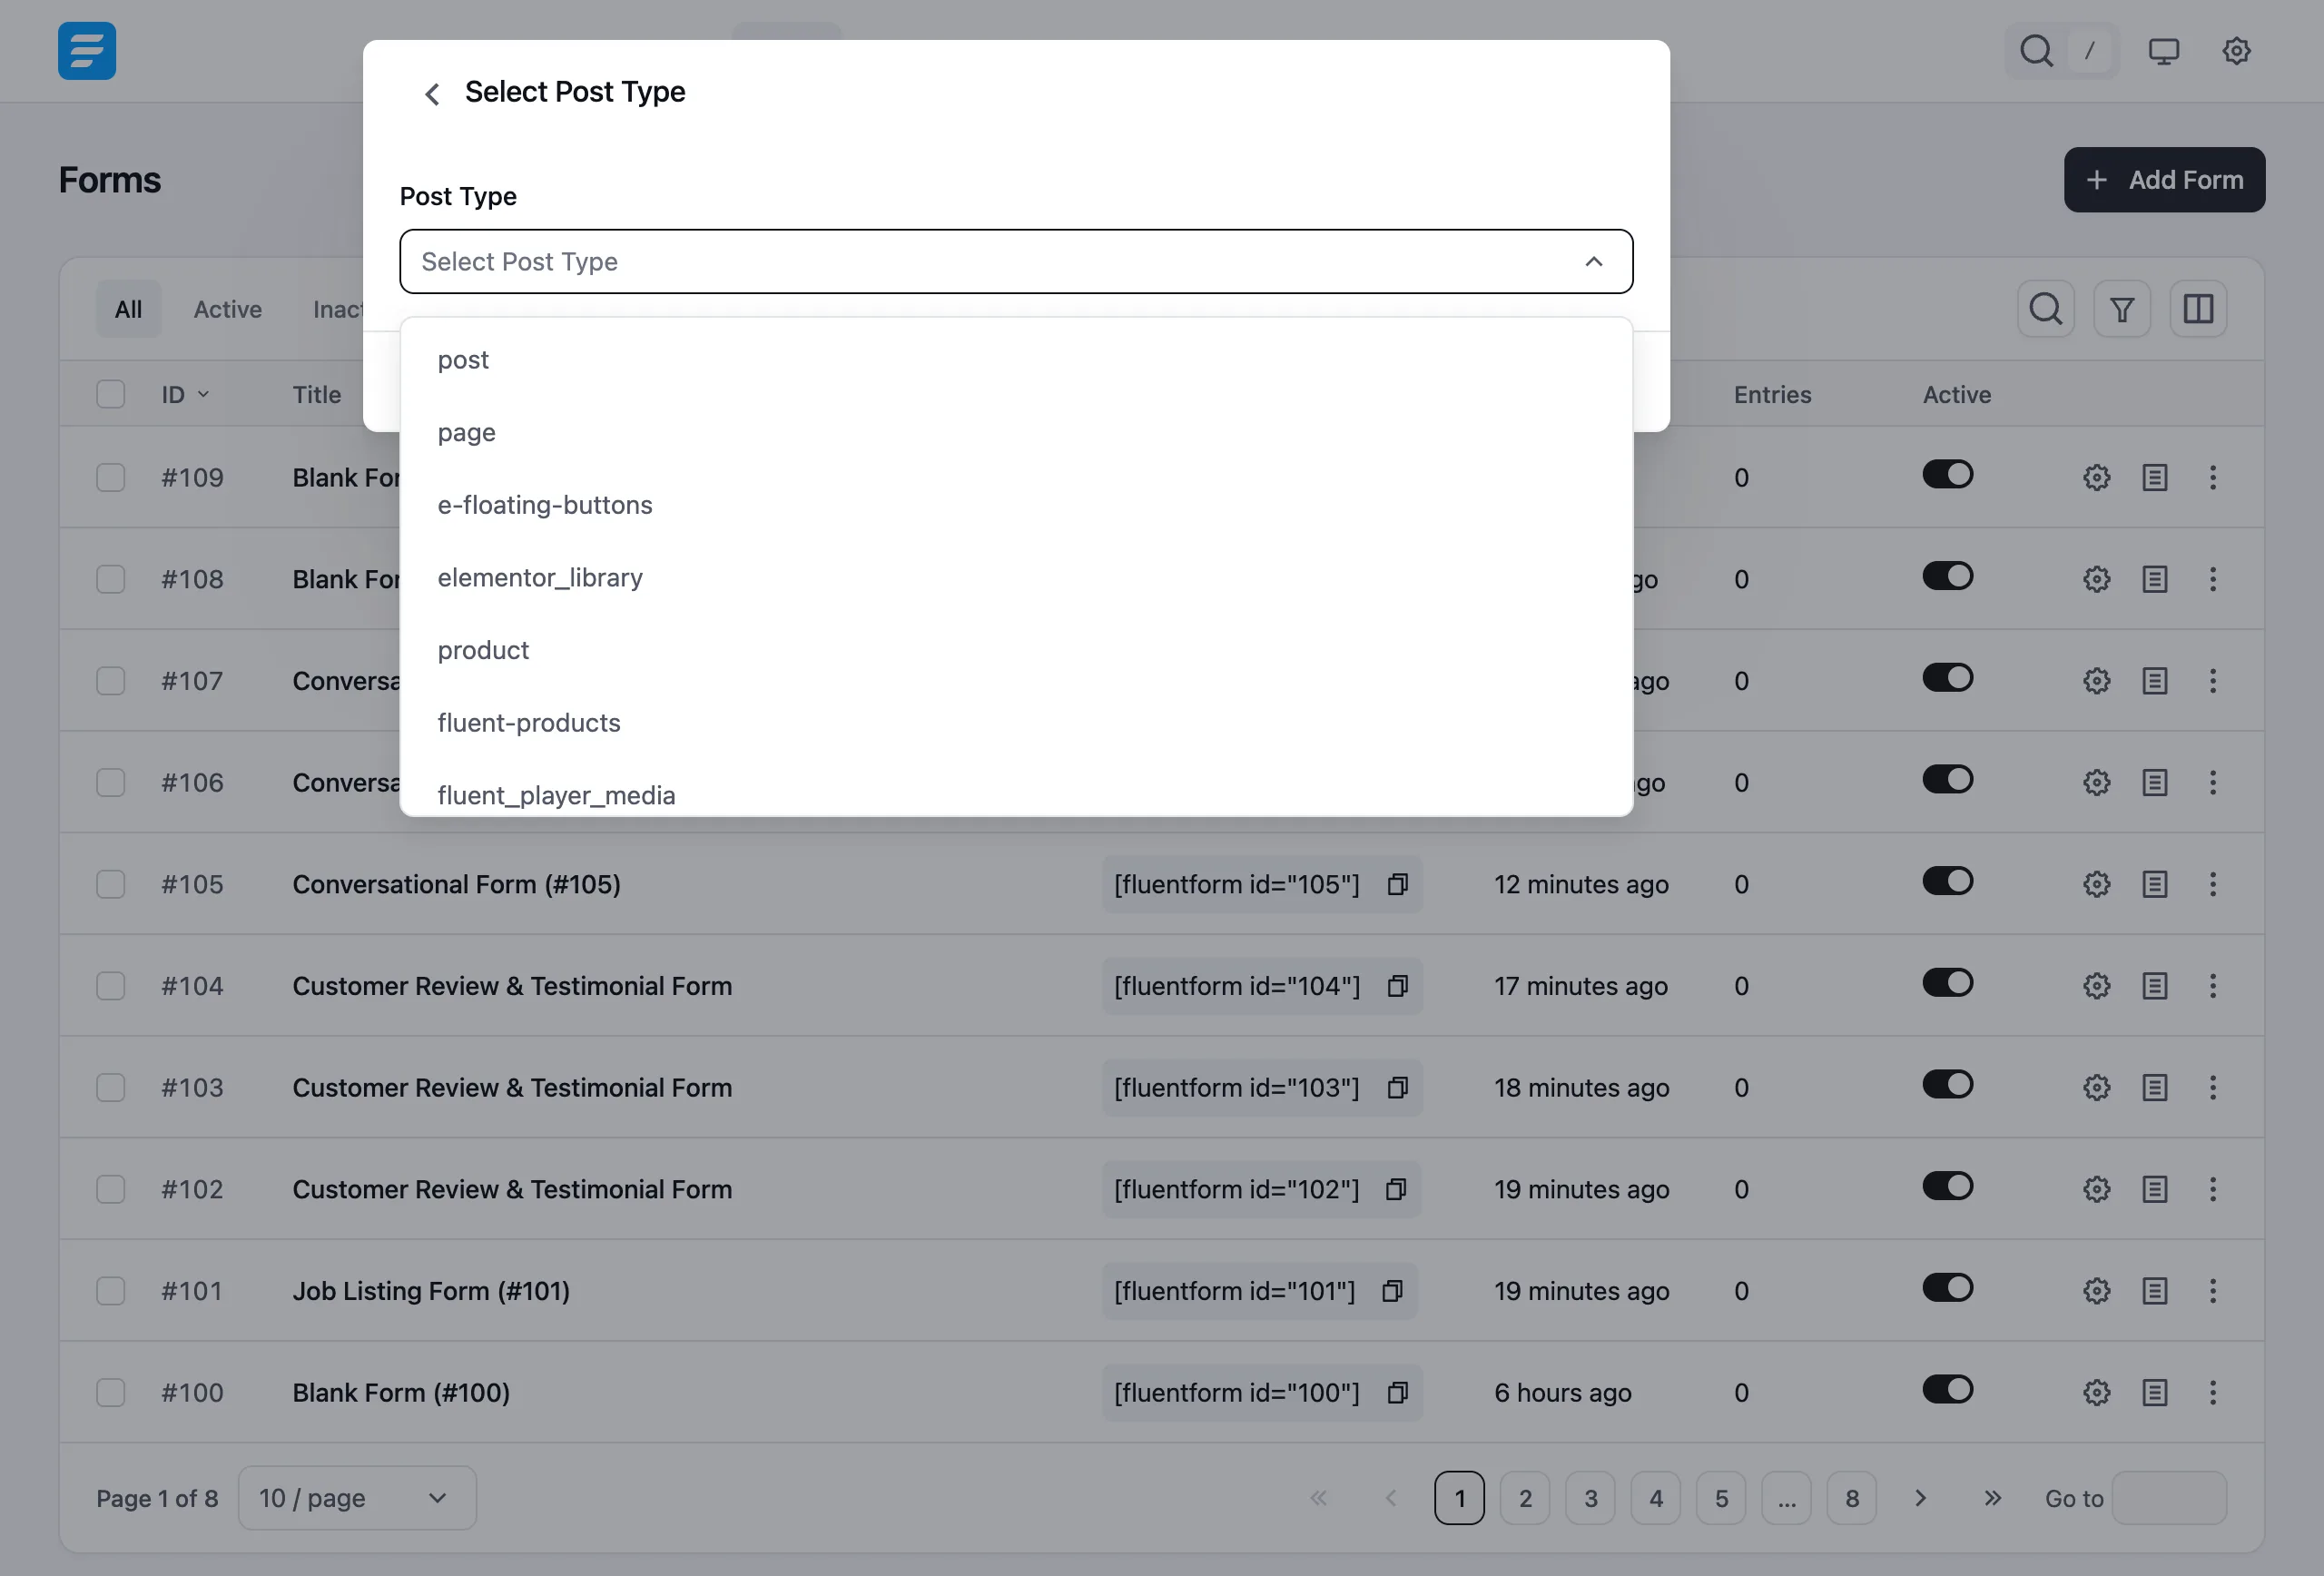 /
Select Post Type
Forms
+ Add Form
Post Type
Select Post Type
All Active
post
page
e-floating-buttons
elementor_library
product
fluent-products
fluent_player_media
ID Title Entries Active
#109 Blank 0
#108 Blank 0
#107 0
#106 0
#105 Conversational Form (#105) [fluentform id="105"] 12 minutes ago 0
#104 Customer Review & Testimonial Form [fluentform id="104"] 17 minutes ago 0
#103 Customer Review & Testimonial Form [fluentform id="103"] 18 minutes ago 0
#102 Customer Review & Testimonial Form [fluentform id="102"] 19 minutes ago 0
#101 Job Listing Form (#101) [fluentform id="101"] 19 minutes ago 0
#100 Blank Form (#100) [fluentform id="100"] 6 hours ago 0
Page 1 of 8 10 / page 1 2 3 4 5 ... 8 Go to